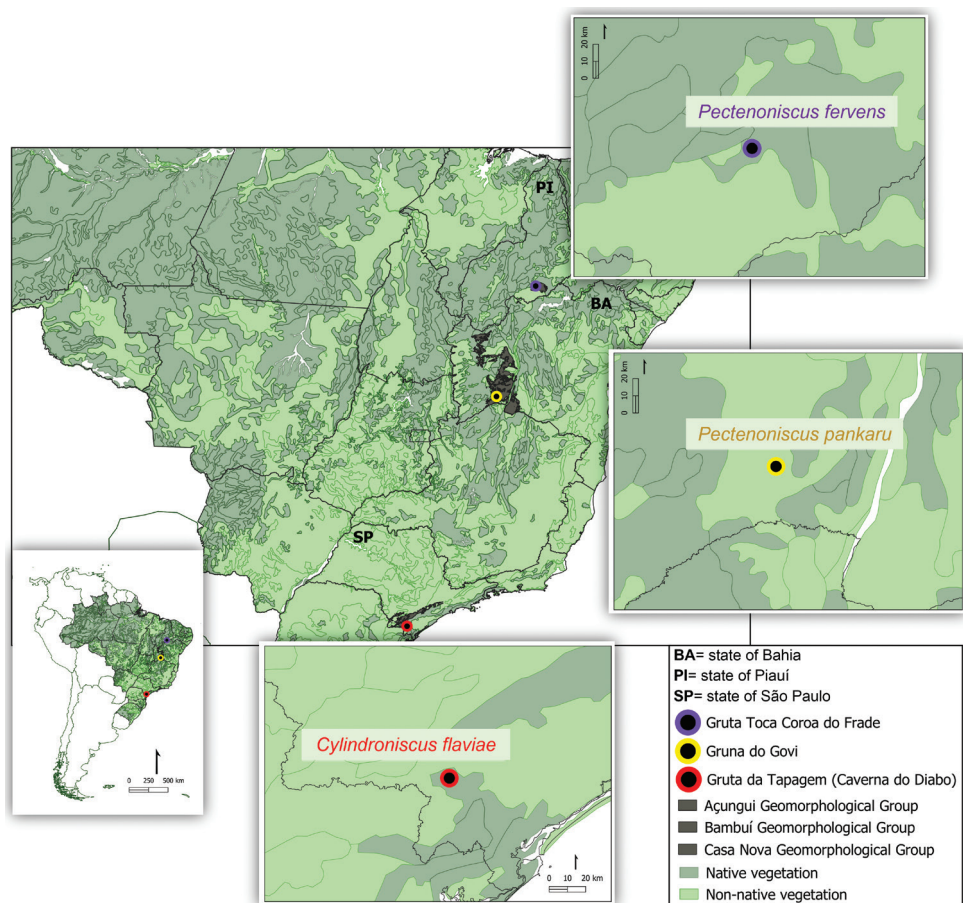 0 10 20 km
Pectenoniscus fervens
PI
BA
0 10 20 km
Pectenoniscus pankaru
SP
0 250 500 km
Cylindroniscus flaviae
0 10 20 km
BA= state of Bahia
PI= state of Piauí
SP= state of São Paulo
Gruta Toca Coroa do Frade
Gruna do Govi
Gruta da Tapagem (Caverna do Diabo)
Açungui Geomorphological Group
Bambuí Geomorphological Group
Casa Nova Geomorphological Group
Native vegetation
Non-native vegetation